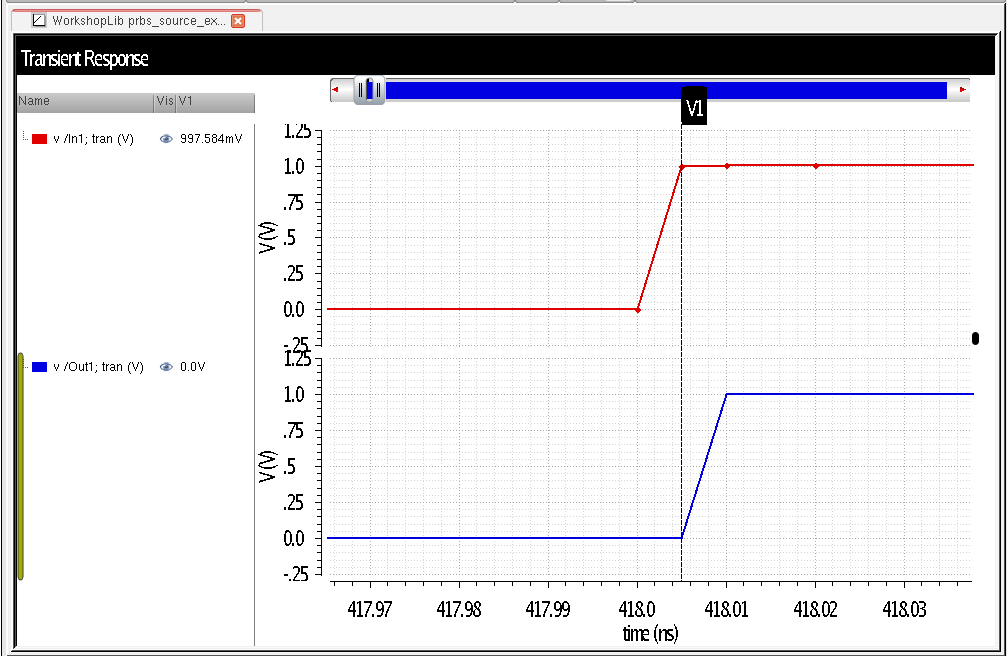 WorkshopLib prbs_source_ex...
Transient Response
Name Vis V1
v /In1; tran (V) 997.584mV
V1
1.25
1.0
.75
.5
.25
0.0
-.25
V (V)
v /Out1; tran (V) 0.0V
1.25
1.0
.75
.5
.25
0.0
-.25
V (V)
417.97 417.98 417.99 418.0 418.01 418.02 418.03
time (ns)